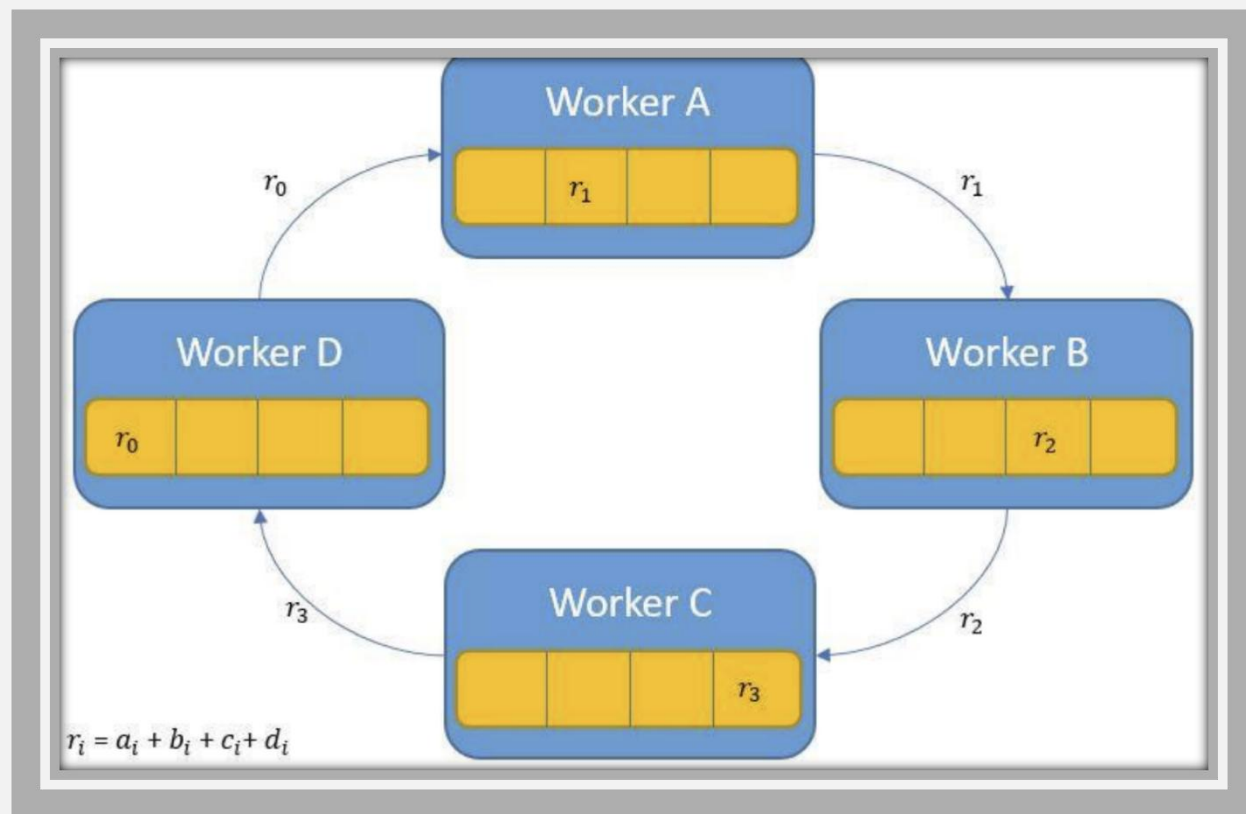 Worker A
r₁
r₀
r₁
Worker D
r₀
Worker B
r₂
Worker C
r₃
r₃
r₂
rᵢ = aᵢ + bᵢ + cᵢ+ dᵢ